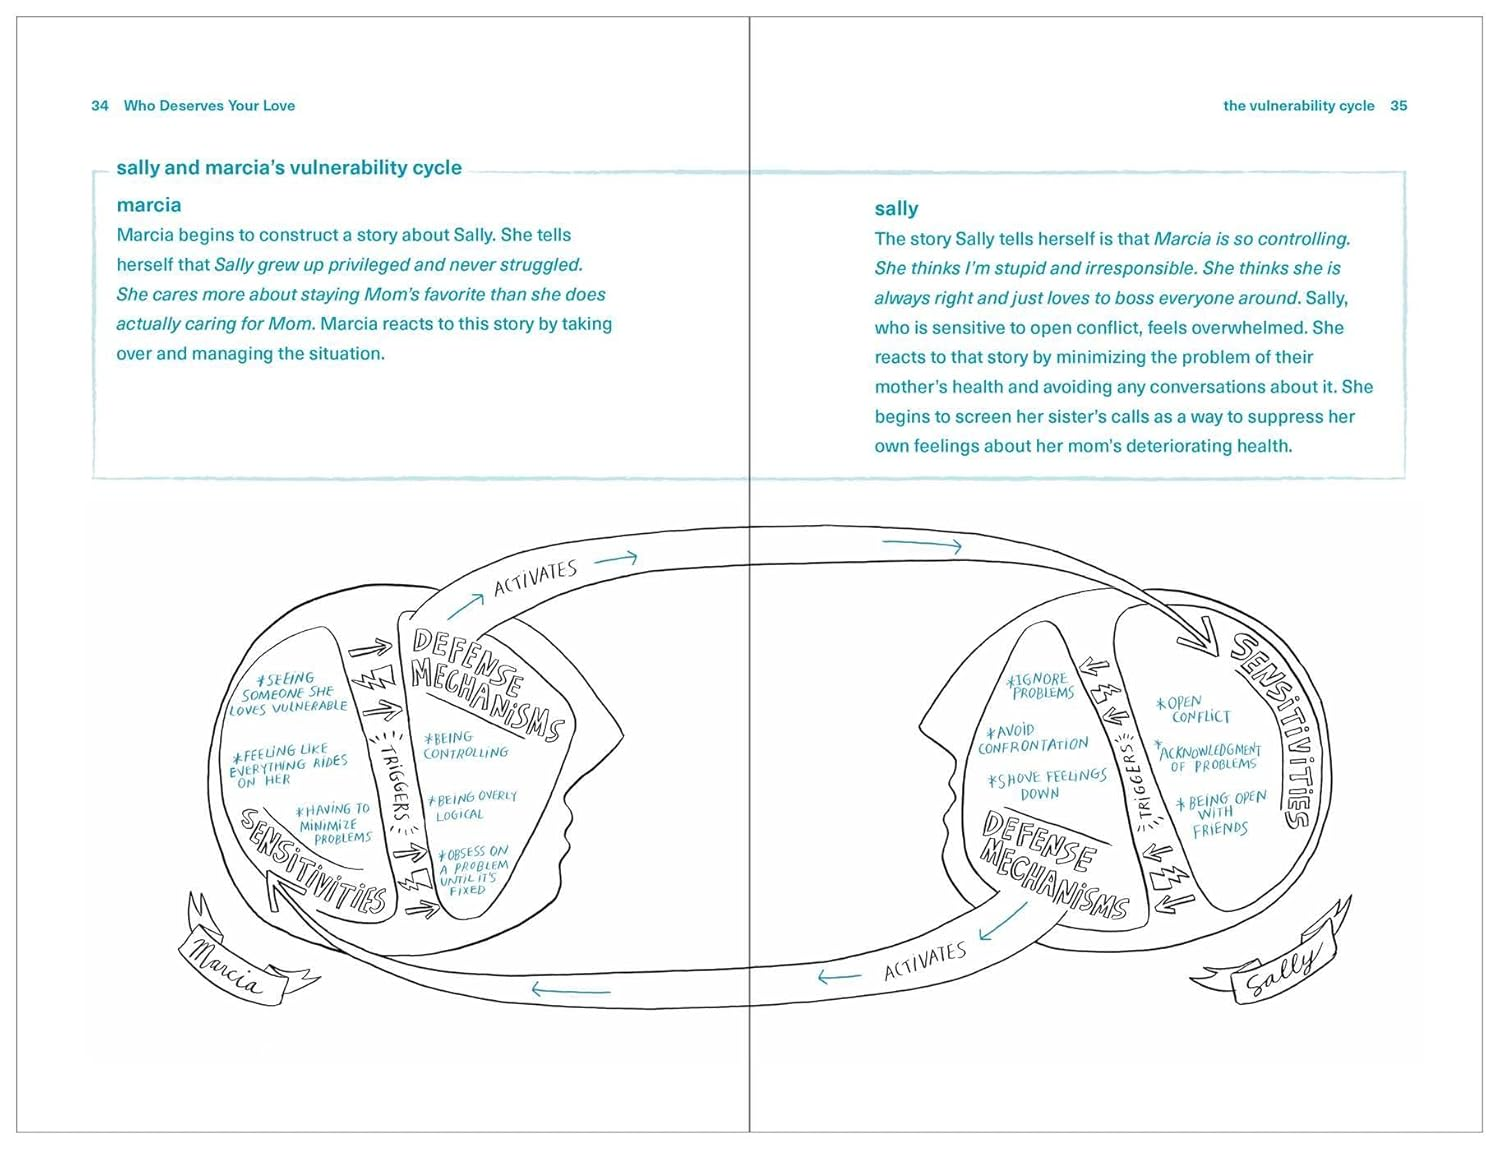 34 Who Deserves Your Love
sally and marcia's vulnerability cycle
marcia
Marcia begins to construct a story about Sally. She tells
herself that Sally grew up privileged and never struggled.
She cares more about staying Mom's favorite than she does
actually caring for Mom. Marcia reacts to this story by taking
over and managing the situation.
the vulnerability cycle 35
sally
The story Sally tells herself is that Marcia is so controlling.
She thinks I'm stupid and irresponsible. She thinks she is
always right and just loves to boss everyone around. Sally,
who is sensitive to open conflict, feels overwhelmed. She
reacts to that story by minimizing the problem of their
mother's health and avoiding any conversations about it. She
begins to screen her sister's calls as a way to suppress her
own feelings about her mom's deteriorating health.
ACTIVATES
*SEEING
SOMEONE SHE
LOVES VULNERABLE
*FEELING LIKE
EVERYTHING RIDES
ON HER
*HAVING TO
MINIMIZE
PROBLEMS
SENSITIVITIES
TRIGGERS
DEFENSE
MECHANISMS
*BEING
CONTROLLING
*BEING OVERLY
LOGICAL
*OBSESS ON
A PROBLEM
UNTIL IT'S
FIXED
Marcia
*IGNORE
PROBLEMS
*AVOID
CONFRONTATION
*SHOVE FEELINGS
DOWN
DEFENSE
MECHANISMS
TRIGGERS
SENSITIVITIES
*OPEN
CONFLICT
*ACKNOWLEDGMENT
OF PROBLEMS
*BEING OPEN
WITH
FRIENDS
ACTIVATES
Sally